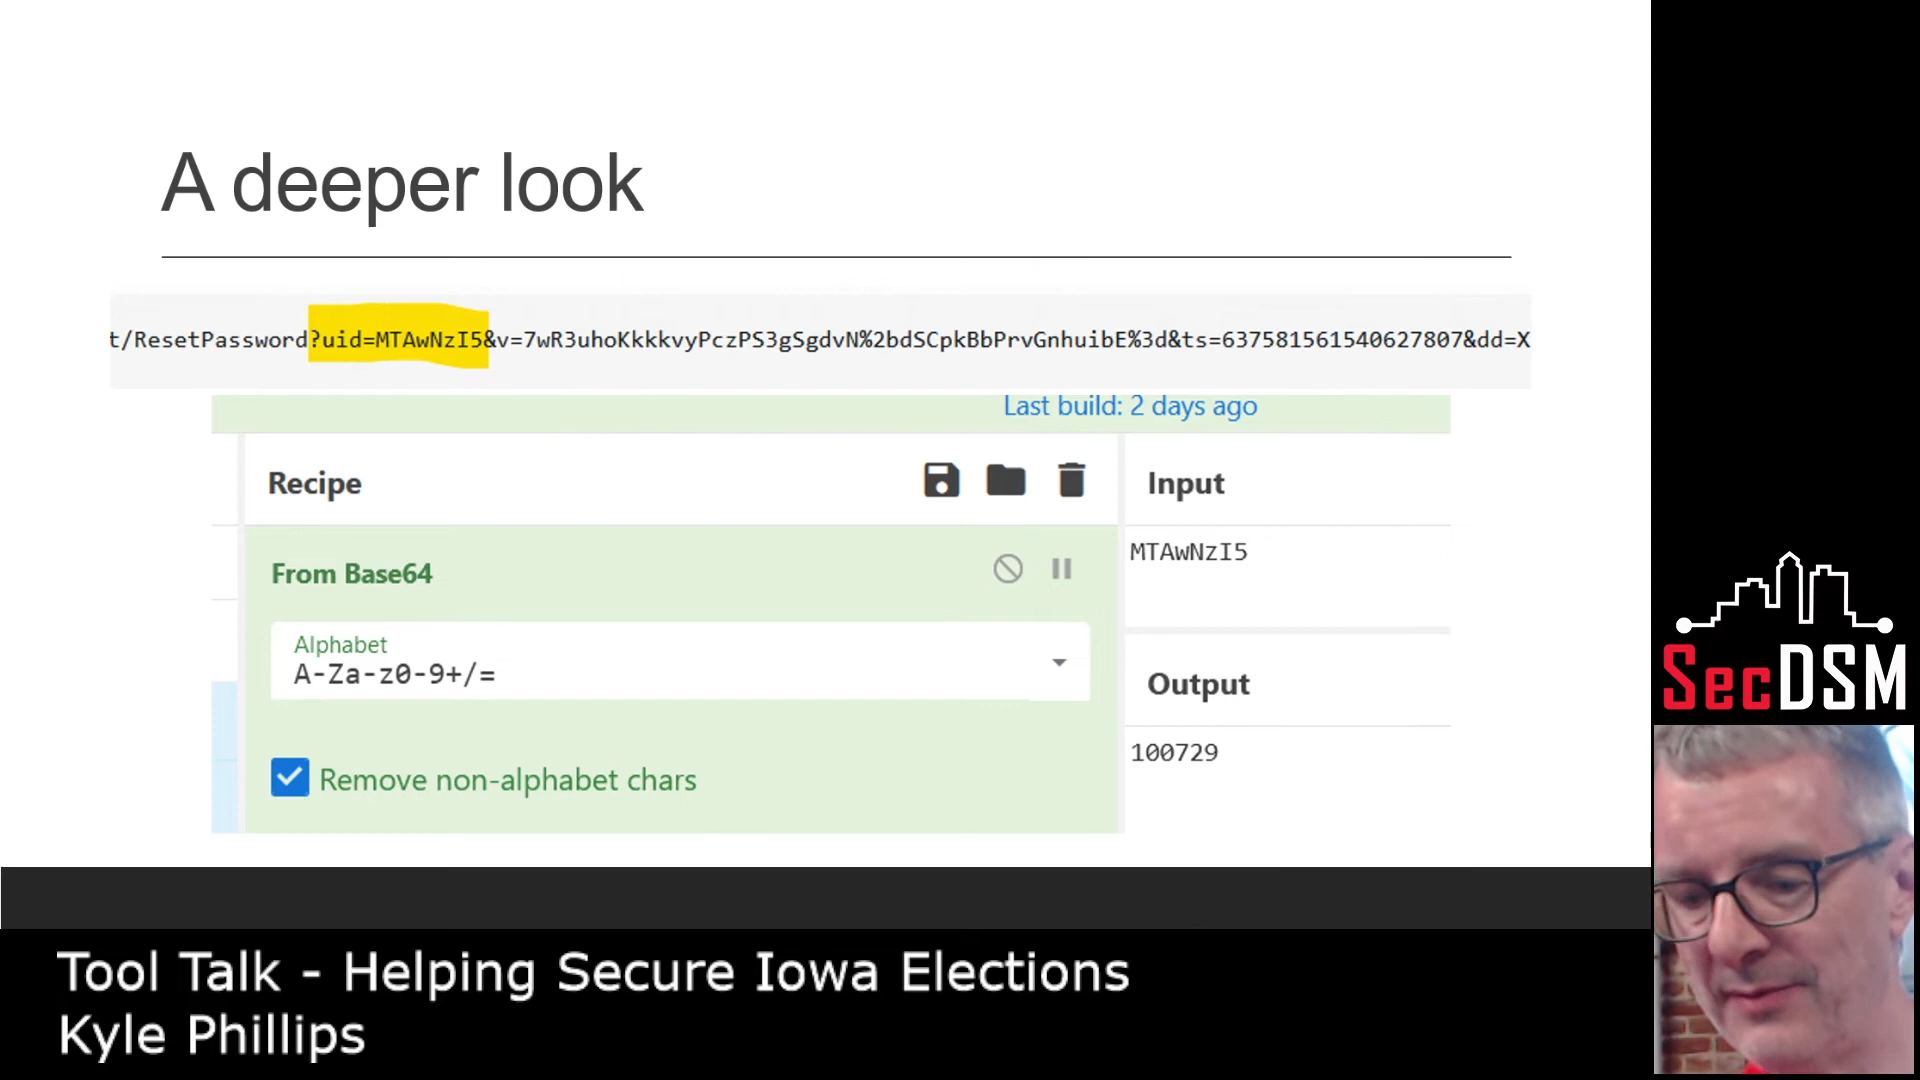 A deeper look
t/ResetPassword?uid=MTAwNzI5&v=7wR3uhoKkkkvyPczPS3gSgdvN%2bdSCpkBbPrvGnhuibE%3d&ts=637581561540627807&dd=X
Last build: 2 days ago
Recipe
Input
From Base64
MTAwNzI5
Alphabet
A-Za-z0-9+/=
Output
100729
Remove non-alphabet chars
SecDSM
Tool Talk - Helping Secure Iowa Elections
Kyle Phillips